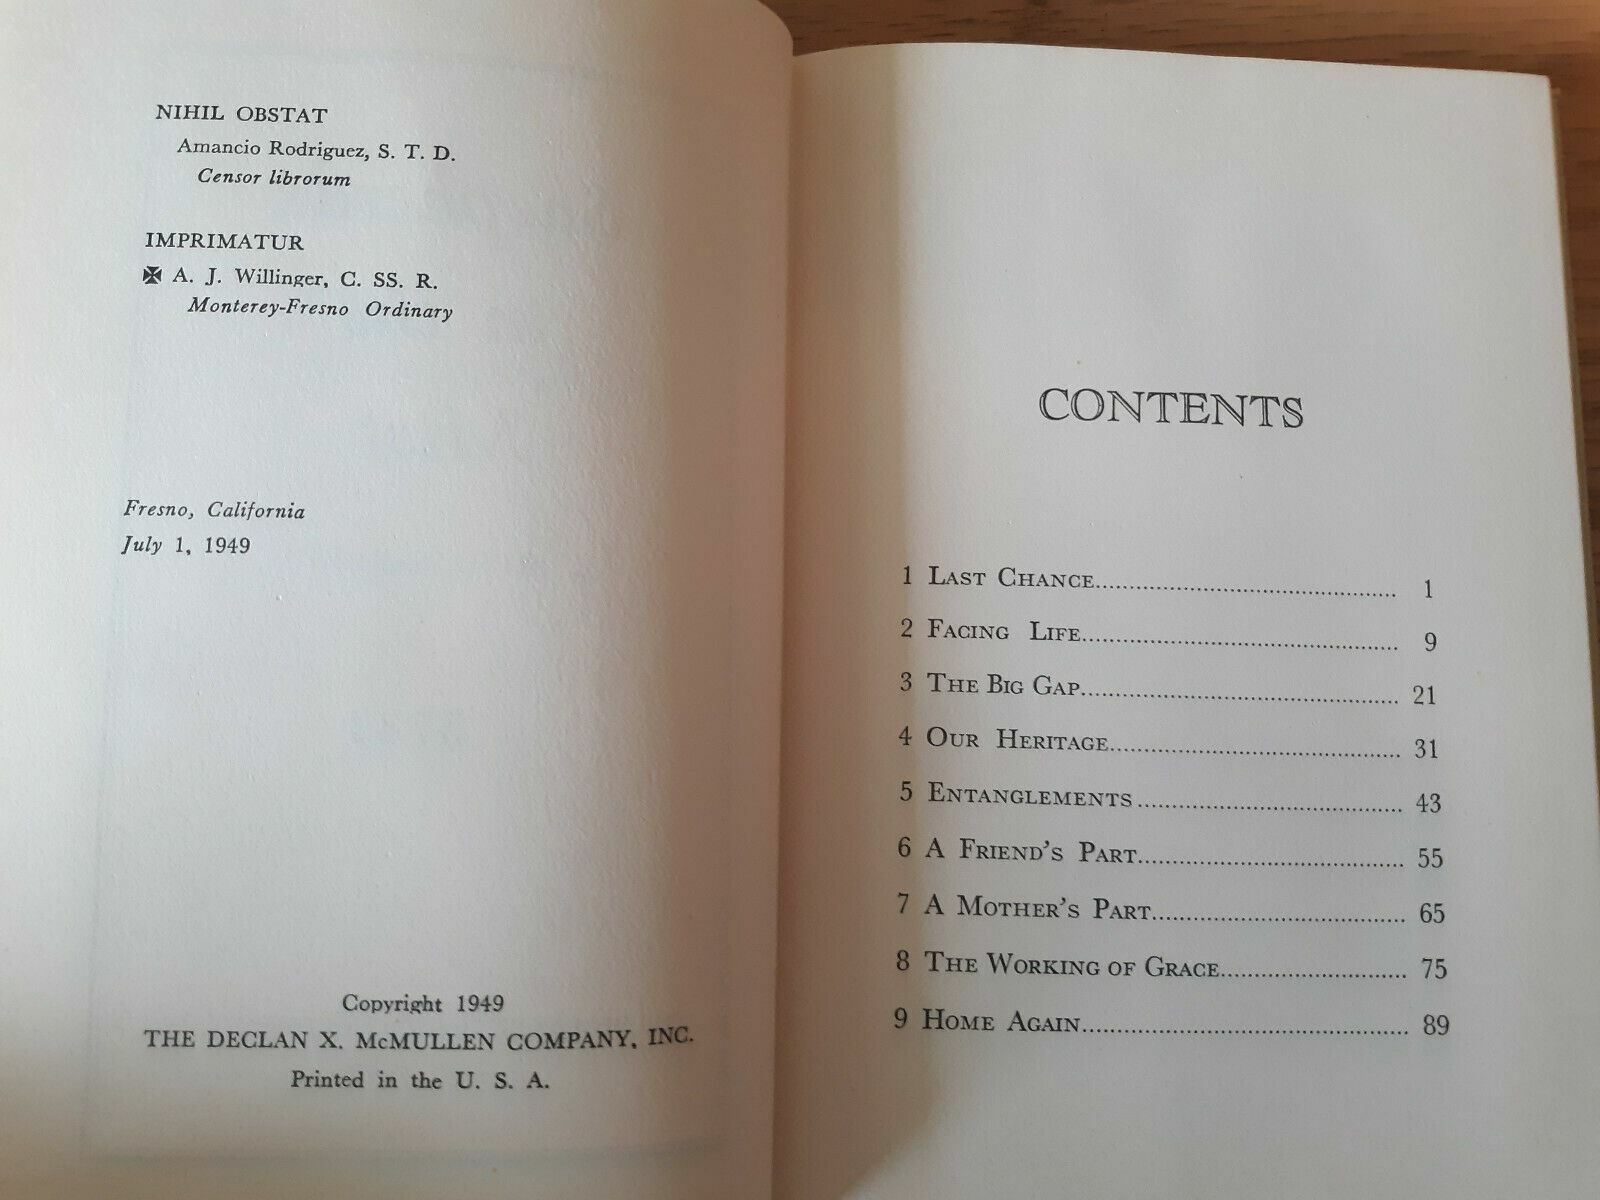 NIHIL OBSTAT
Amancio Rodriguez, S. T. D.
Censor librorum
IMPRIMATUR
✠ A. J. Willinger, C. SS. R.
Monterey-Fresno Ordinary
Fresno, California
July 1, 1949
Copyright 1949
THE DECLAN X. McMULLEN COMPANY, INC.
Printed in the U. S. A.
CONTENTS
1 LAST CHANCE 1
2 FACING LIFE 9
3 THE BIG GAP 21
4 OUR HERITAGE 31
5 ENTANGLEMENTS 43
6 A FRIEND'S PART 55
7 A MOTHER'S PART 65
8 THE WORKING OF GRACE 75
9 HOME AGAIN 89